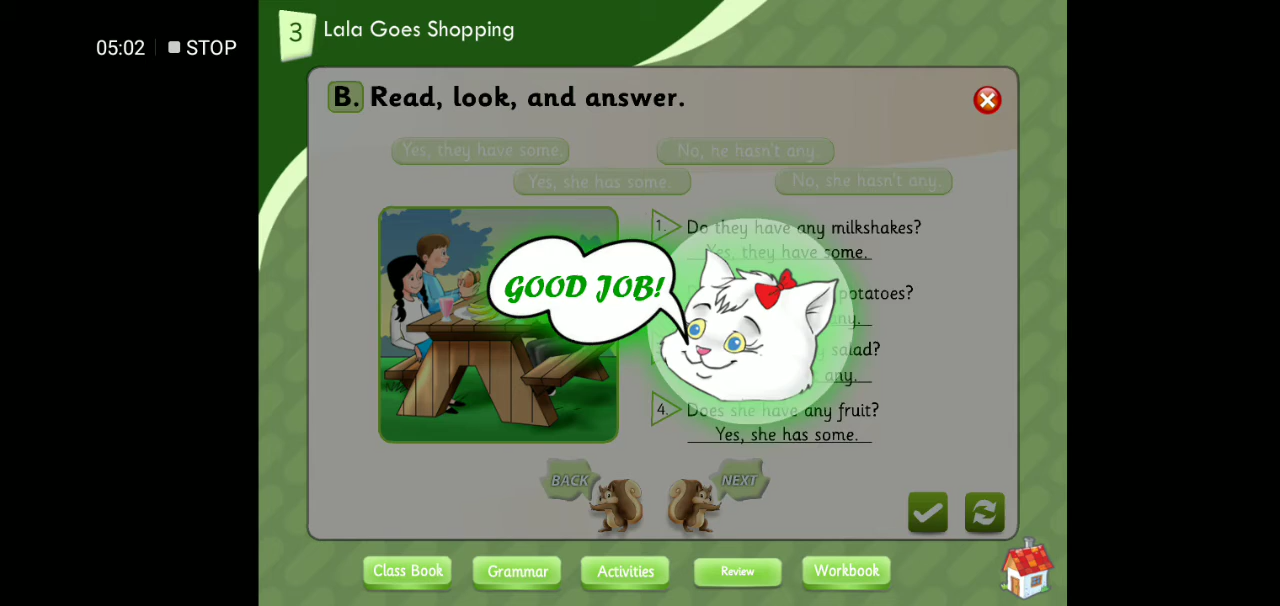 05:02 STOP
3 Lala Goes Shopping
B. Read, look, and answer.
Yes, they have some. No, he hasn't any.
Yes, she has some. No, she hasn't any.
1. Do they have any milkshakes?
Yes, they have some.
GOOD JOB!
potatoes?
any.
salad?
any.
4. Does she have any fruit?
Yes, she has some.
BACK NEXT
Class Book Grammar Activities Review Workbook